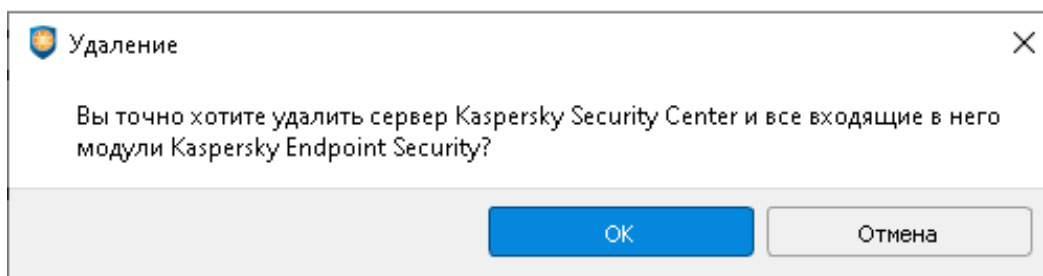 Удаление
Вы точно хотите удалить сервер Kaspersky Security Center и все входящие в него
модули Kaspersky Endpoint Security?
OK
Отмена